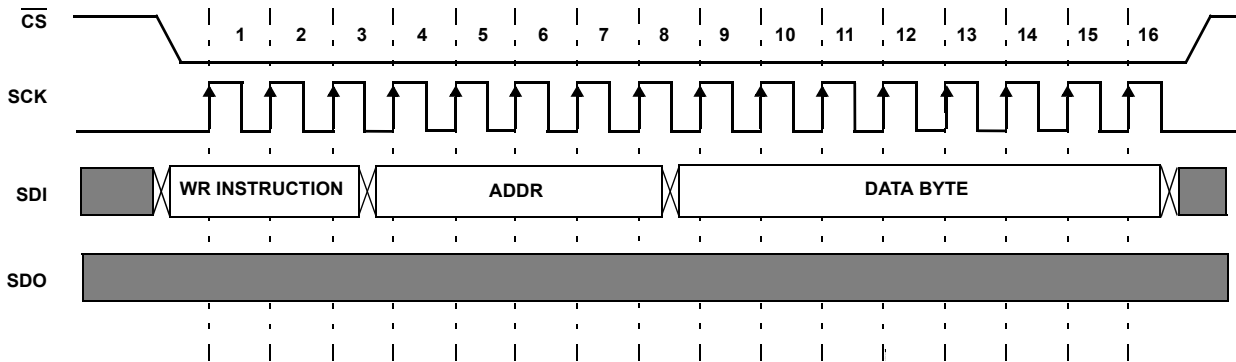 CS
1 2 3 4 5 6 7 8 9 10 11 12 13 14 15 16
SCK
SDI WR INSTRUCTION ADDR DATA BYTE
SDO